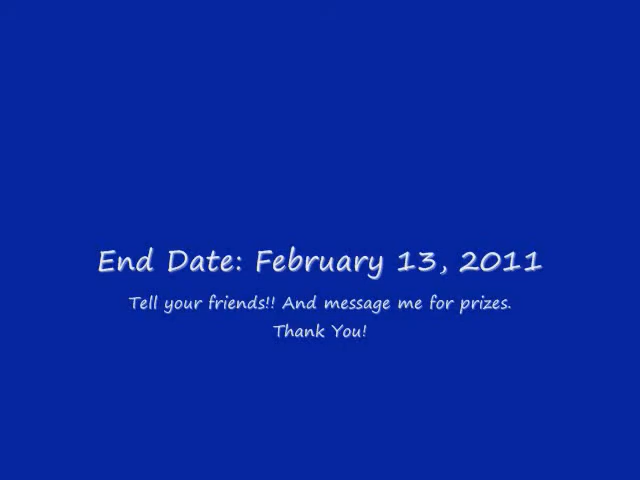 End Date: February 13, 2011
Tell your friends!! And message me for prizes.
Thank You!